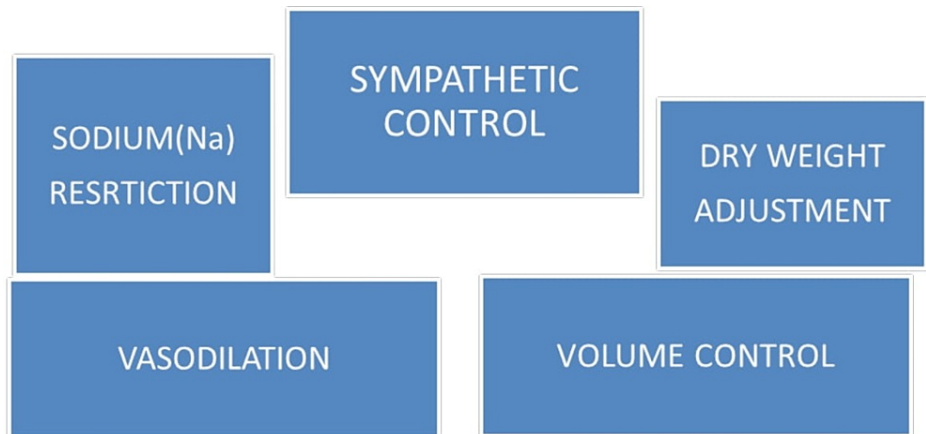 SYMPATHETIC
CONTROL
SODIUM(Na)
RESRTICTION
DRY WEIGHT
ADJUSTMENT
VASODILATION
VOLUME CONTROL